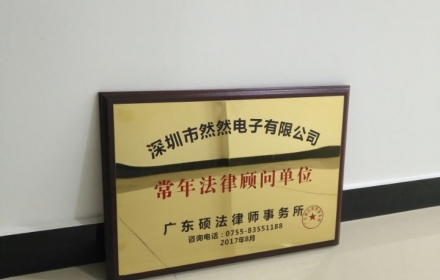 深圳市然然电子有限公司
常年法律顾问单位
广东硕法律师事务所
咨询电话：0755-83551188
2017年8月